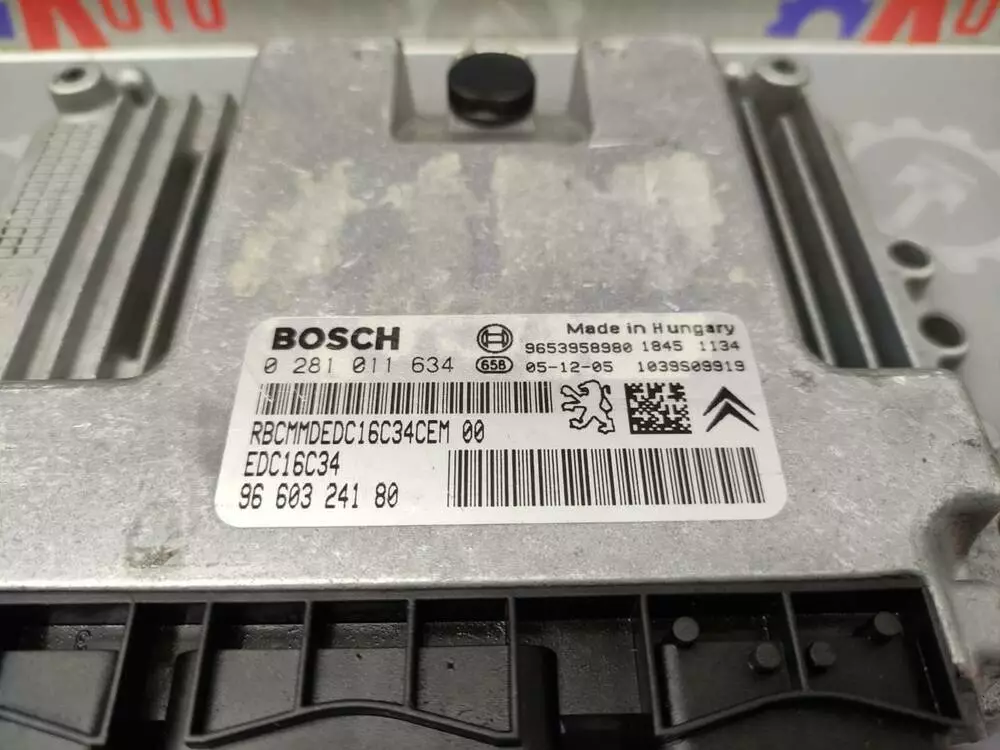 BOSCH
Made in Hungary
9653958980 1845 1134
0 281 011 634 65B 05-12-05 1039S09919
RBCMMDEDC16C34CEM 00
EDC16C34
96 603 241 80